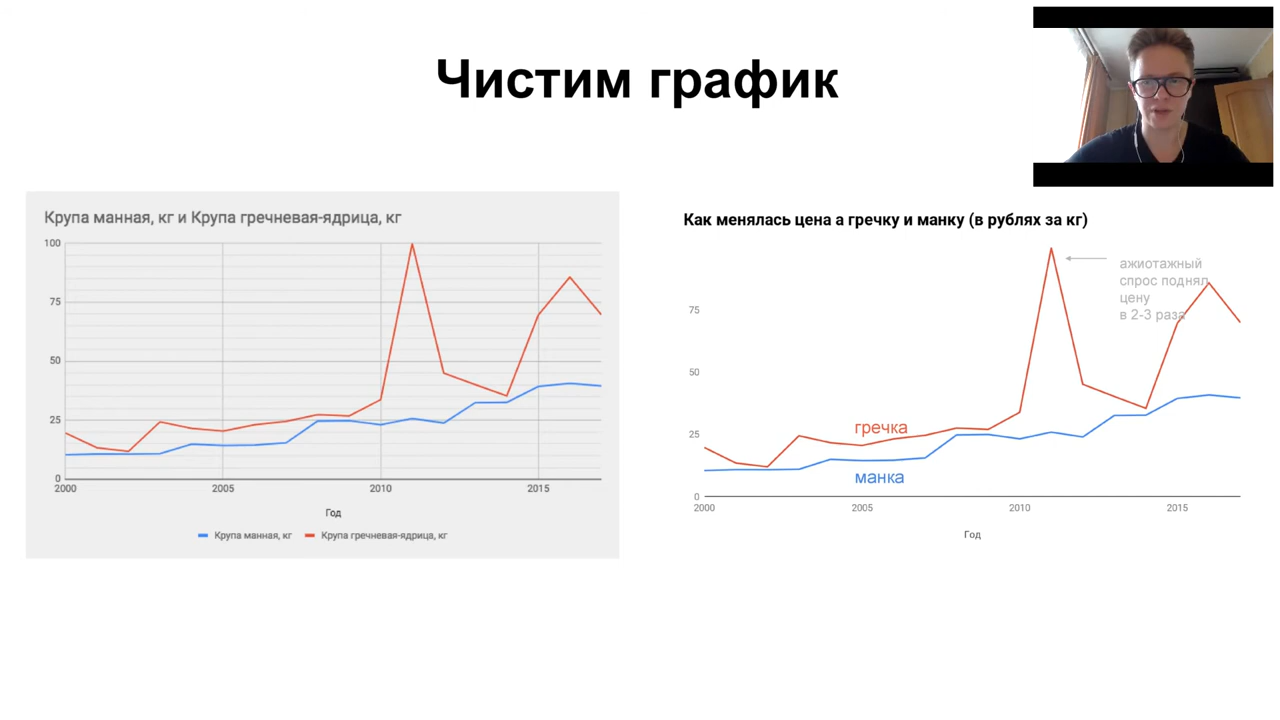 Чистим график
Крупа манная, кг и Крупа гречневая-ядрица, кг
100
75
50
25
0
2000 2005 2010 2015
Год
Крупа манная, кг Крупа гречневая-ядрица, кг
Как менялась цена а гречку и манку (в рублях за кг)
ажиотажный
спрос поднял
цену
в 2-3 раза
75
50
25
0
гречка
манка
2000 2005 2010 2015
Год